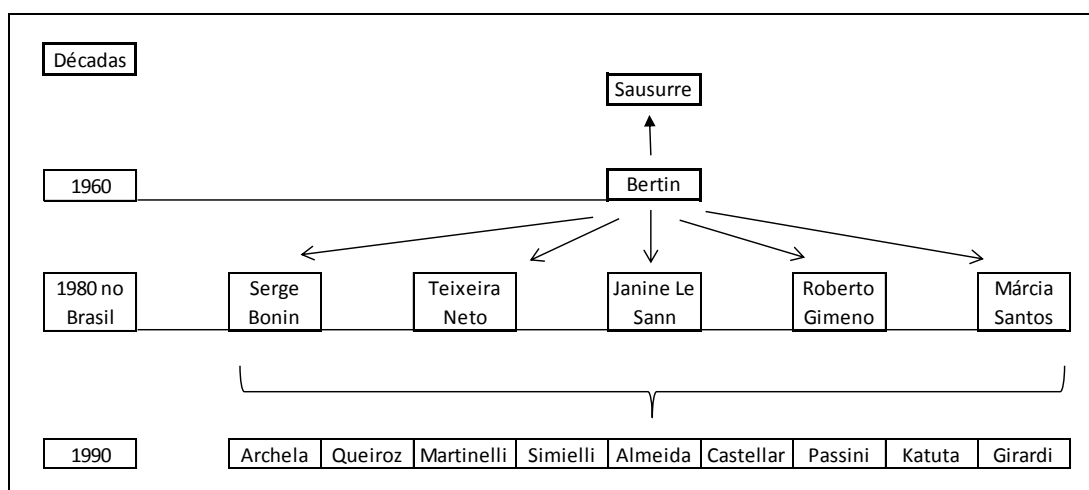 Décadas
Sausurre
1960
Bertin
1980 no
Brasil
Serge
Bonin
Teixeira
Neto
Janine Le
Sann
Roberto
Gimeno
Márcia
Santos
1990
Archela
Queiroz
Martinelli
Simielli
Almeida
Castellar
Passini
Katuta
Girardi